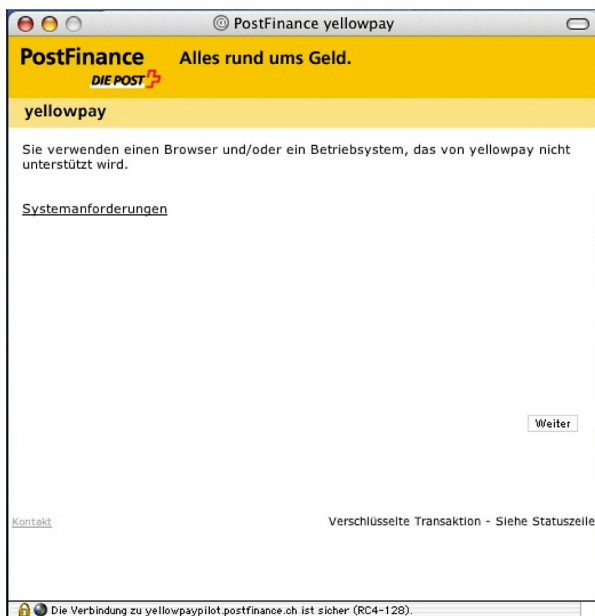 PostFinance yellowpay
PostFinance
Alles rund ums Geld.
DIE POST
yellowpay
Sie verwenden einen Browser und/oder ein Betriebsystem, das von yellowpay nicht
unterstützt wird.
Systemanforderungen
Weiter
Kontakt
Verschlüsselte Transaktion - Siehe Statuszeile
Die Verbindung zu yellowpaypilot.postfinance.ch ist sicher (RC4-128).